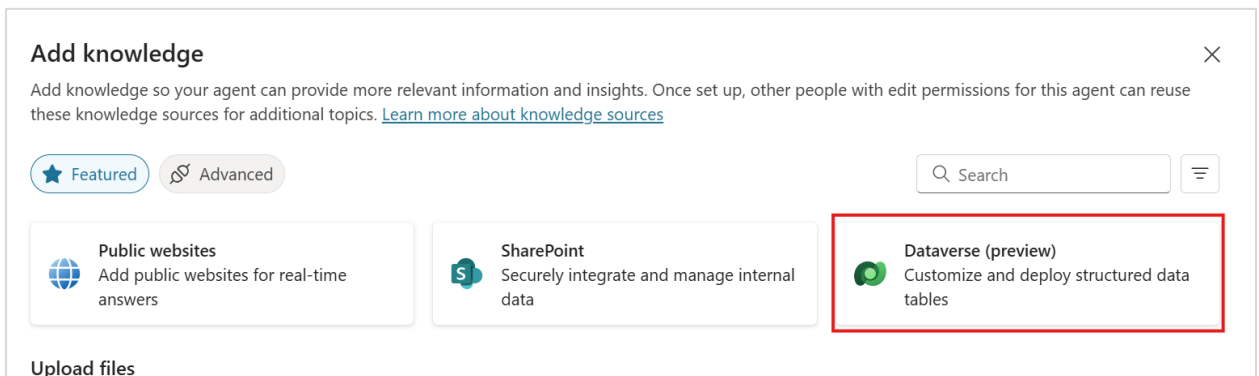 Add knowledge
Add knowledge so your agent can provide more relevant information and insights. Once set up, other people with edit permissions for this agent can reuse
these knowledge sources for additional topics. Learn more about knowledge sources
Featured
Advanced
Search
Public websites
Add public websites for real-time
answers
SharePoint
Securely integrate and manage internal
data
Dataverse (preview)
Customize and deploy structured data
tables
Upload files